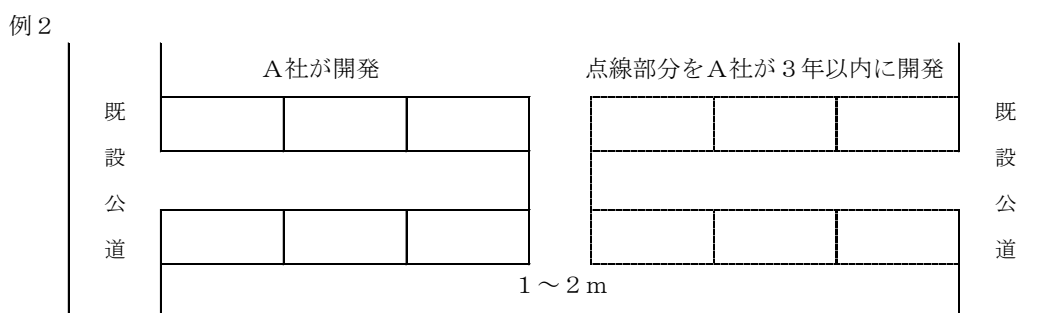 例２
Ａ社が開発
点線部分をＡ社が３年以内に開発
既設公道
既設公道
１～２ｍ